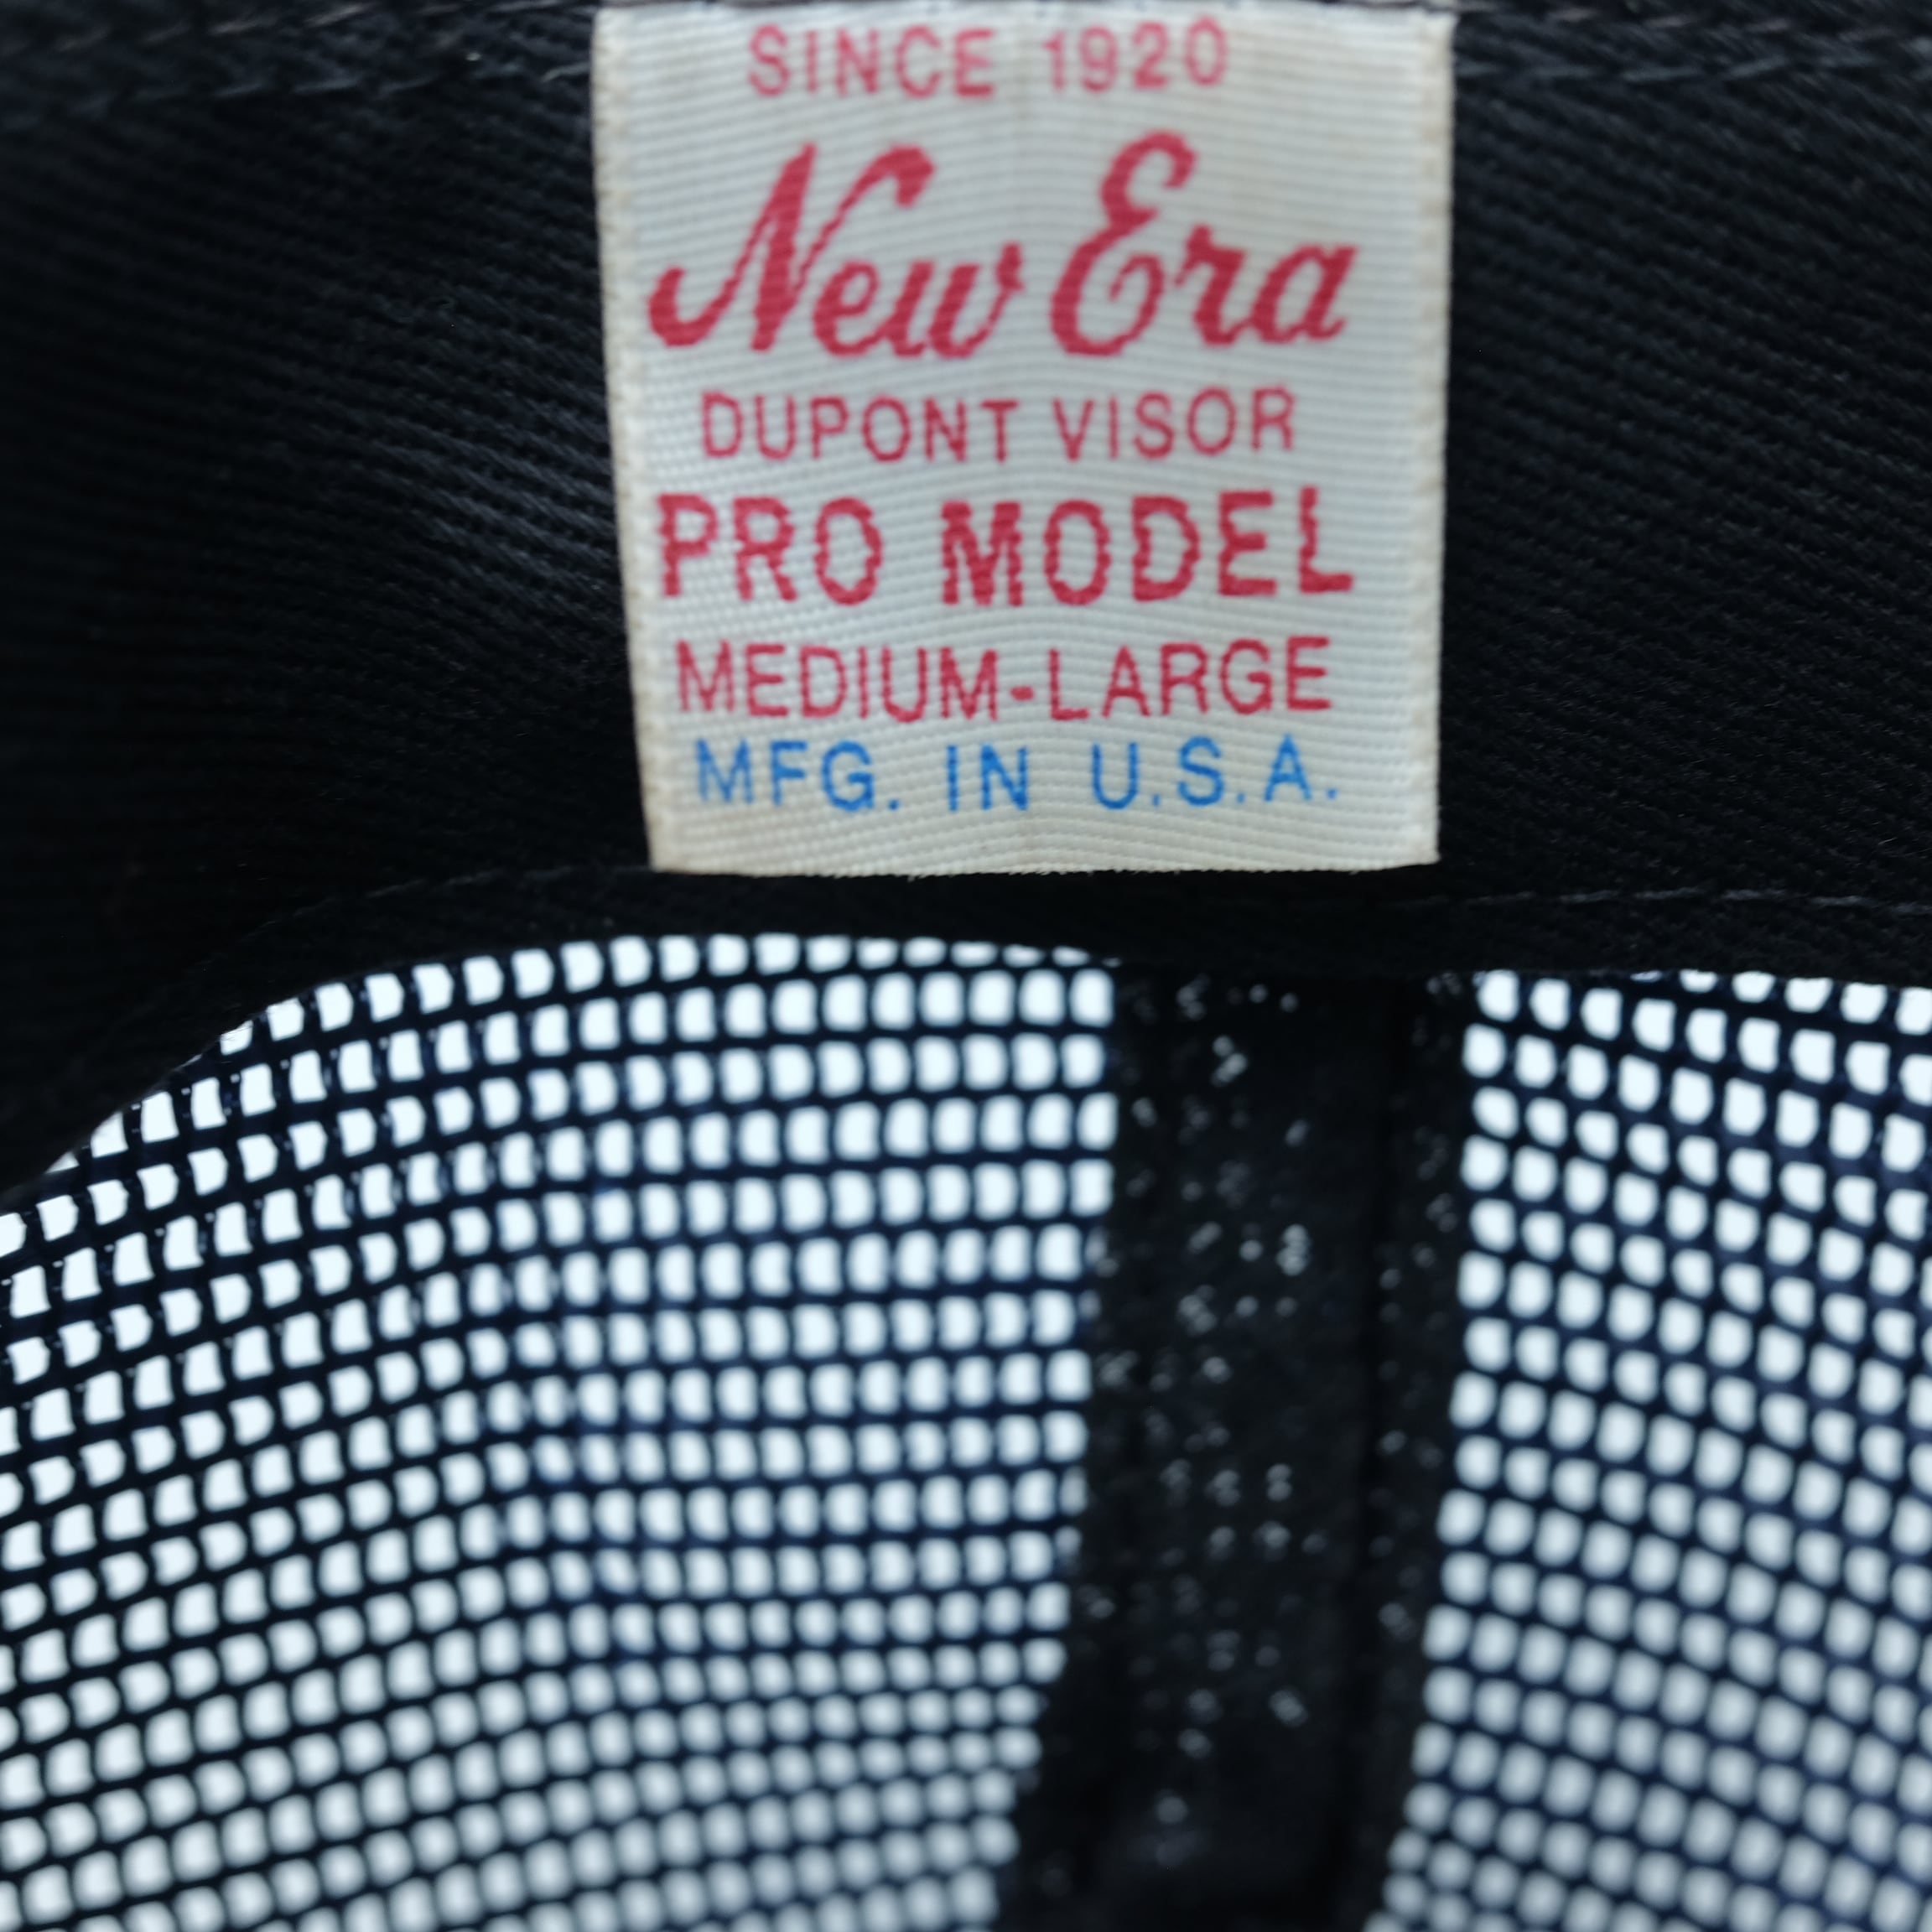 SINCE 1920
New Era
DUPONT VISOR
PRO MODEL
MEDIUM-LARGE
MFG. IN U.S.A.